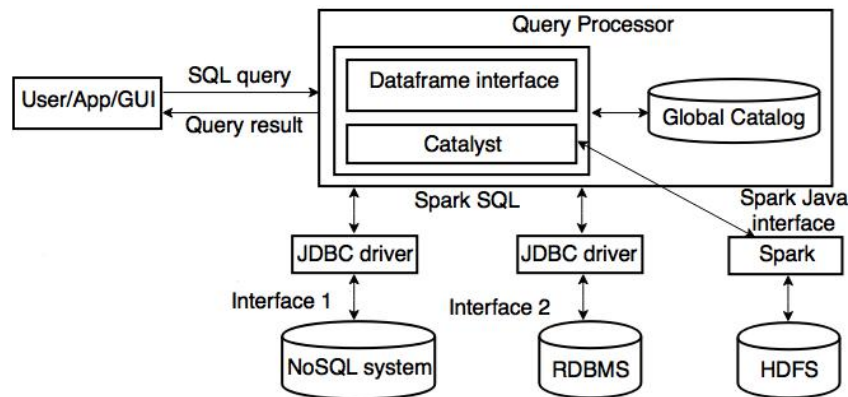 Query Processor
SQL query
Dataframe interface
User/App/GUI
Query result
Global Catalog
Catalyst
Spark SQL
Spark Java
interface
JDBC driver
JDBC driver
Spark
Interface 1
Interface 2
NoSQL system
RDBMS
HDFS